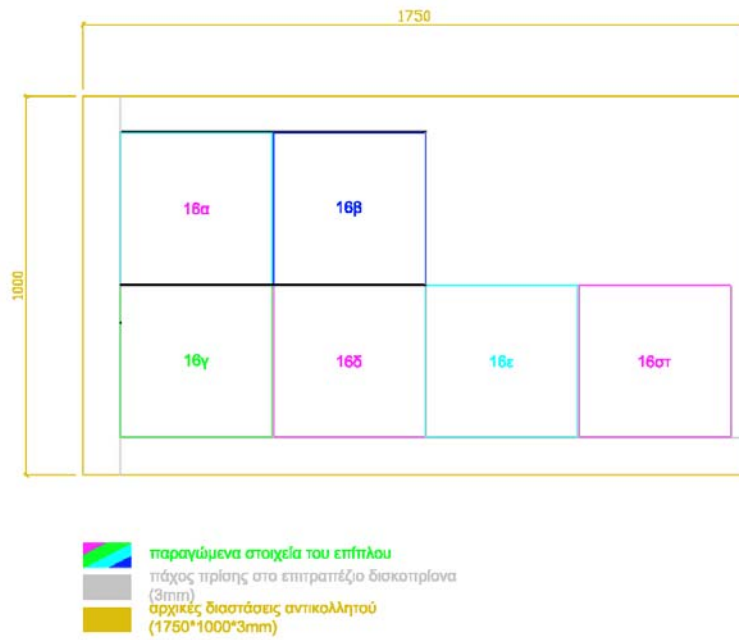 1750
1000
16α
16β
16γ
16δ
16ε
16στ
παραγώμενα στοιχεία του επίπλου
πάχος πρίσης στο επιτραπέζιο δισκοπρίονα
(3mm)
αρχικές διαστάσεις αντικολλητού
(1750*1000*3mm)